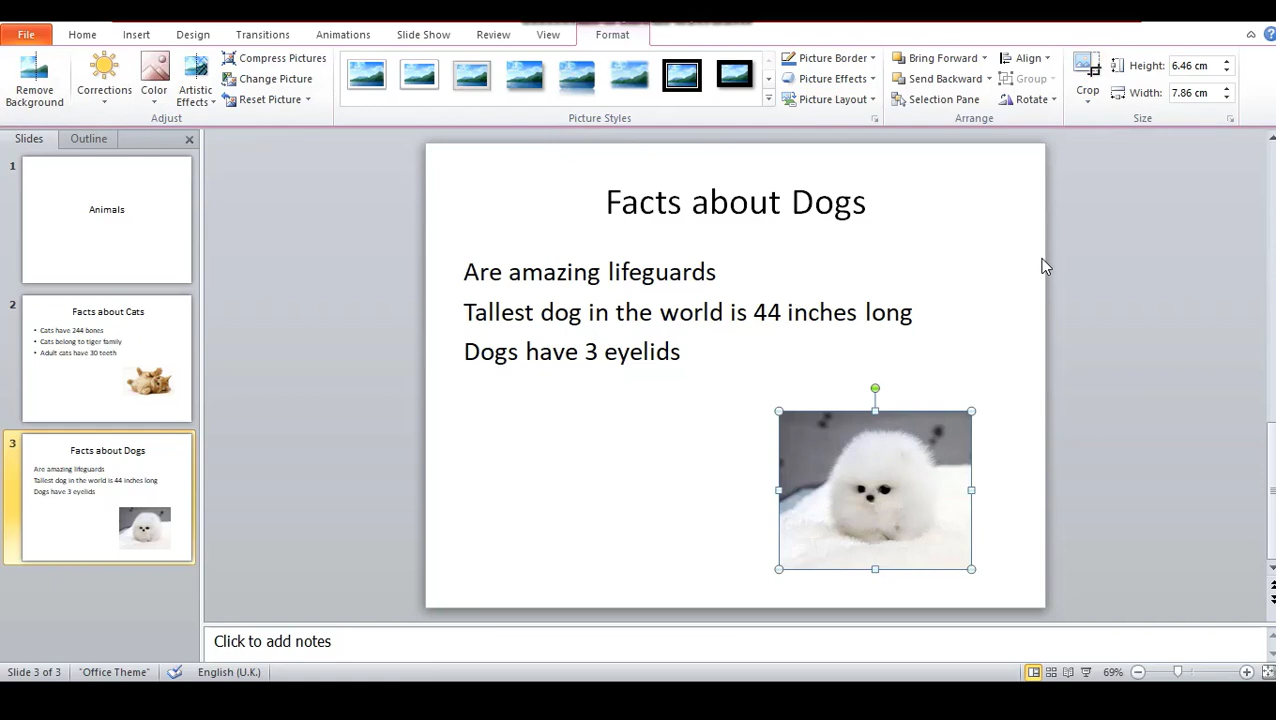 File Home Insert Design Transitions Animations Slide Show Review View Format
Remove Background
Corrections
Color
Artistic Effects
Compress Pictures
Change Picture
Reset Picture
Adjust
Picture Styles
Picture Border
Picture Effects
Picture Layout
Bring Forward
Send Backward
Selection Pane
Align
Group
Rotate
Arrange
Crop
Height: 6.46 cm
Width: 7.86 cm
Size
Slides Outline
1
Animals
2
Facts about Cats
• Cats have 244 bones
• Cats belong to tiger family
• Adult cats have 30 teeth
3
Facts about Dogs
Are amazing lifeguards
Tallest dog in the world is 44 inches long
Dogs have 3 eyelids
Facts about Dogs
Are amazing lifeguards
Tallest dog in the world is 44 inches long
Dogs have 3 eyelids
Click to add notes
Slide 3 of 3 "Office Theme" English (U.K.) 69%